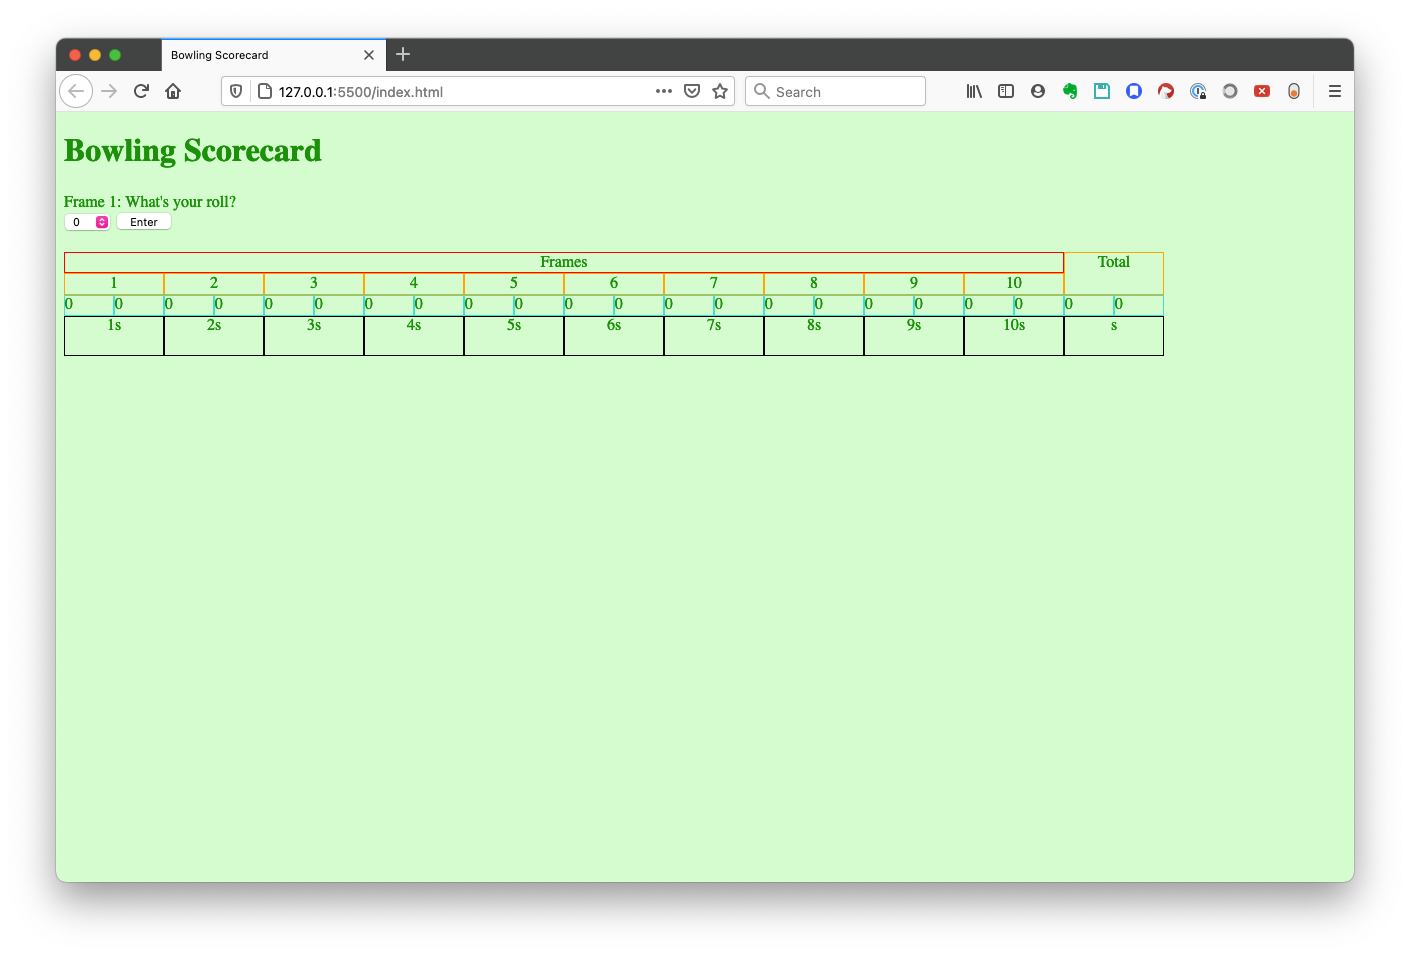 Bowling Scorecard
127.0.0.1:5500/index.html
Search
Bowling Scorecard
Frame 1: What's your roll?
0 Enter
Frames Total
1 2 3 4 5 6 7 8 9 10
0 0 0 0 0 0 0 0 0 0 0 0 0 0 0 0 0 0 0 0 0 0
1s 2s 3s 4s 5s 6s 7s 8s 9s 10s s